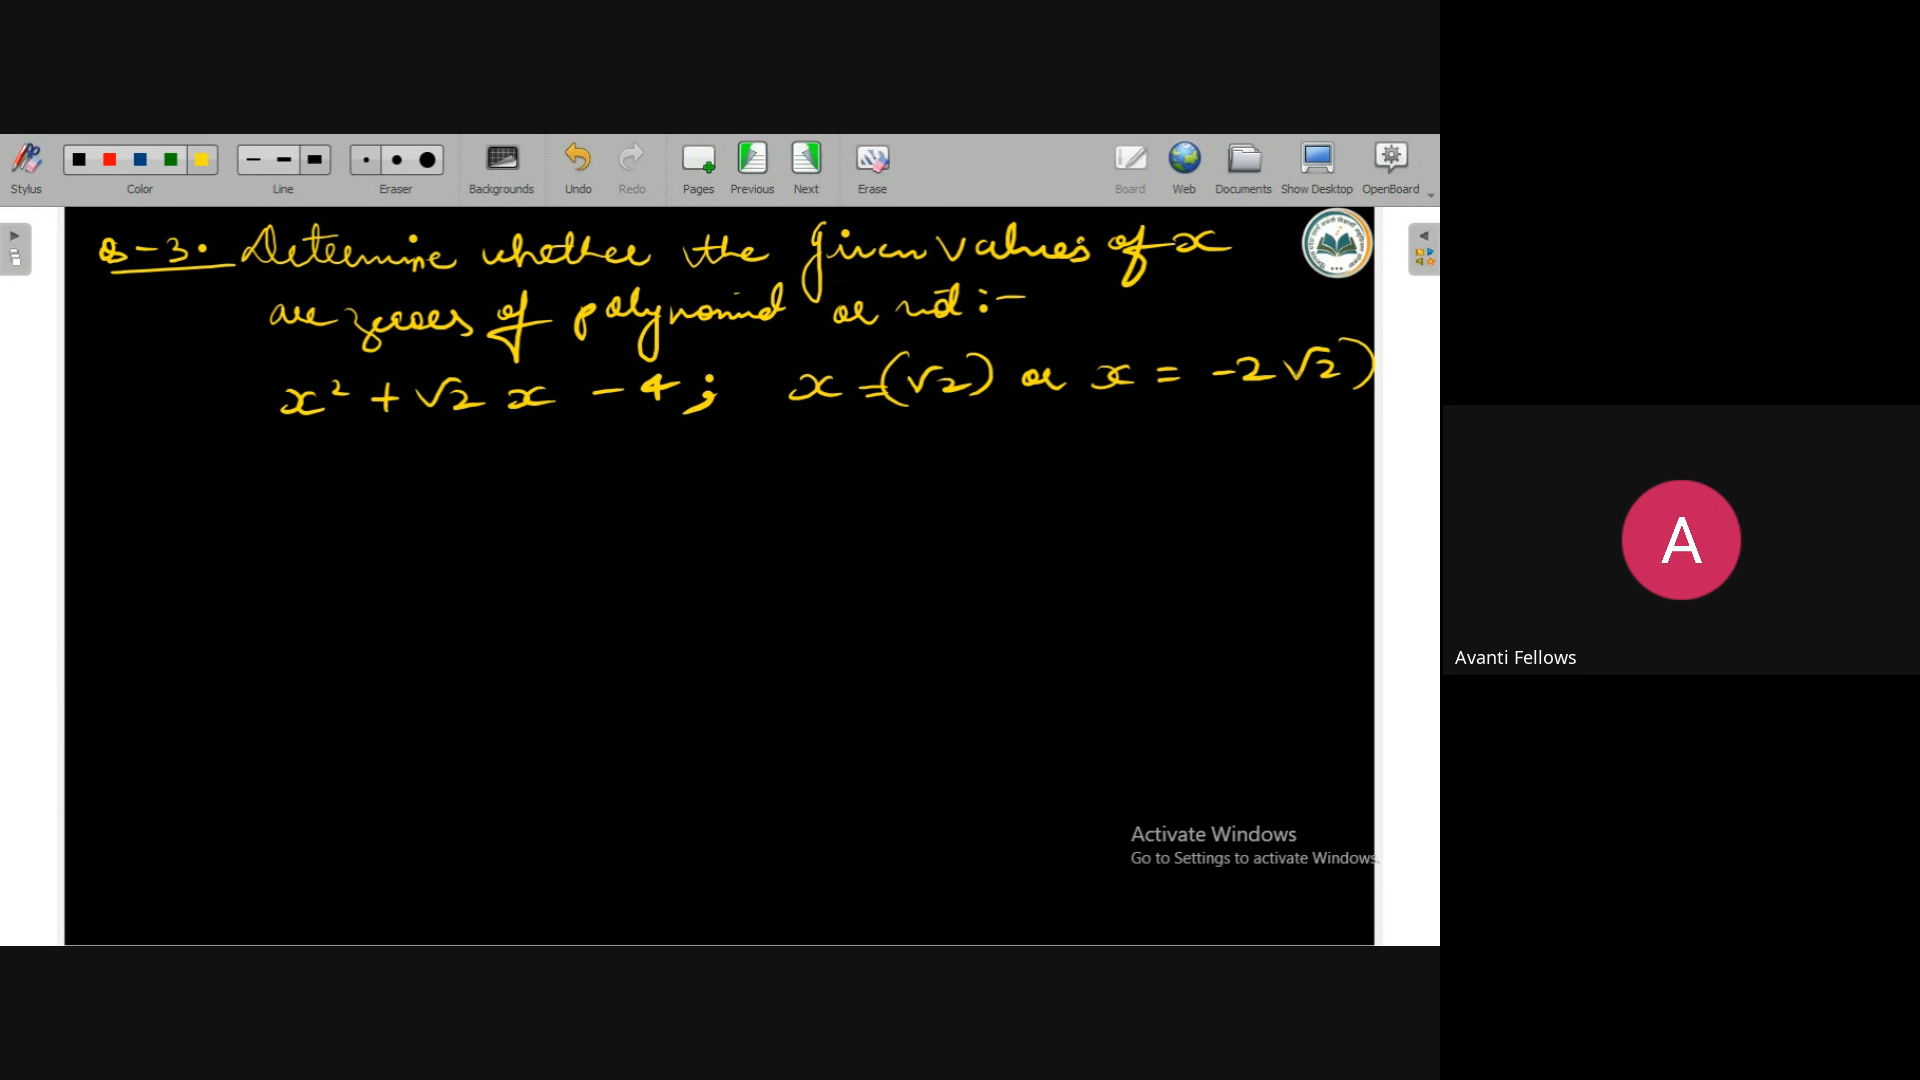 Stylus Color Line Eraser Backgrounds Undo Redo Pages Previous Next Erase Board Web Documents Show Desktop OpenBoard
Q-3. Determine whether the given values of x
are zeroes of polynomial or not :-
x² + √2 x - 4 ; x = (√2) or x = -2√2)
A
Avanti Fellows
Activate Windows
Go to Settings to activate Windows.